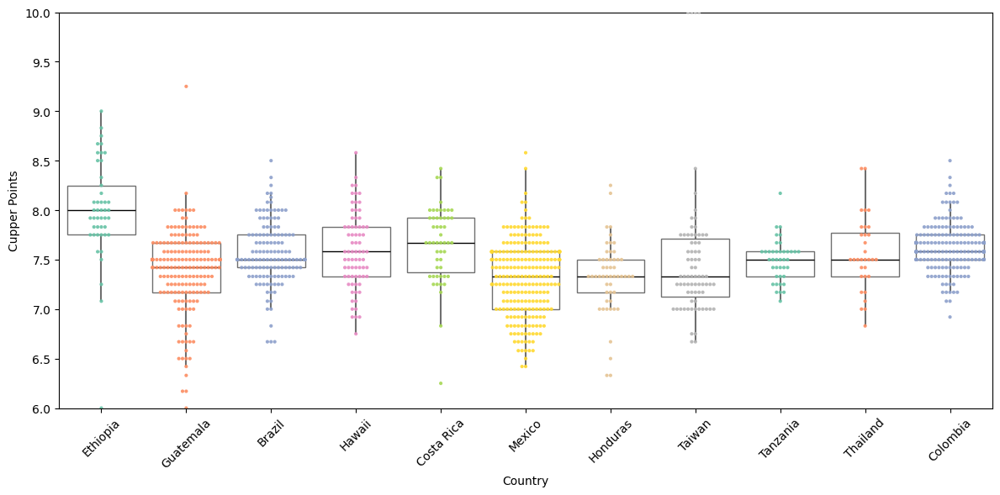 10.0
9.5
9.0
8.5
8.0
7.5
7.0
6.5
6.0
Cupper Points
Ethiopia
Guatemala
Brazil
Hawaii
Costa Rica
Mexico
Honduras
Taiwan
Tanzania
Thailand
Colombia
Country